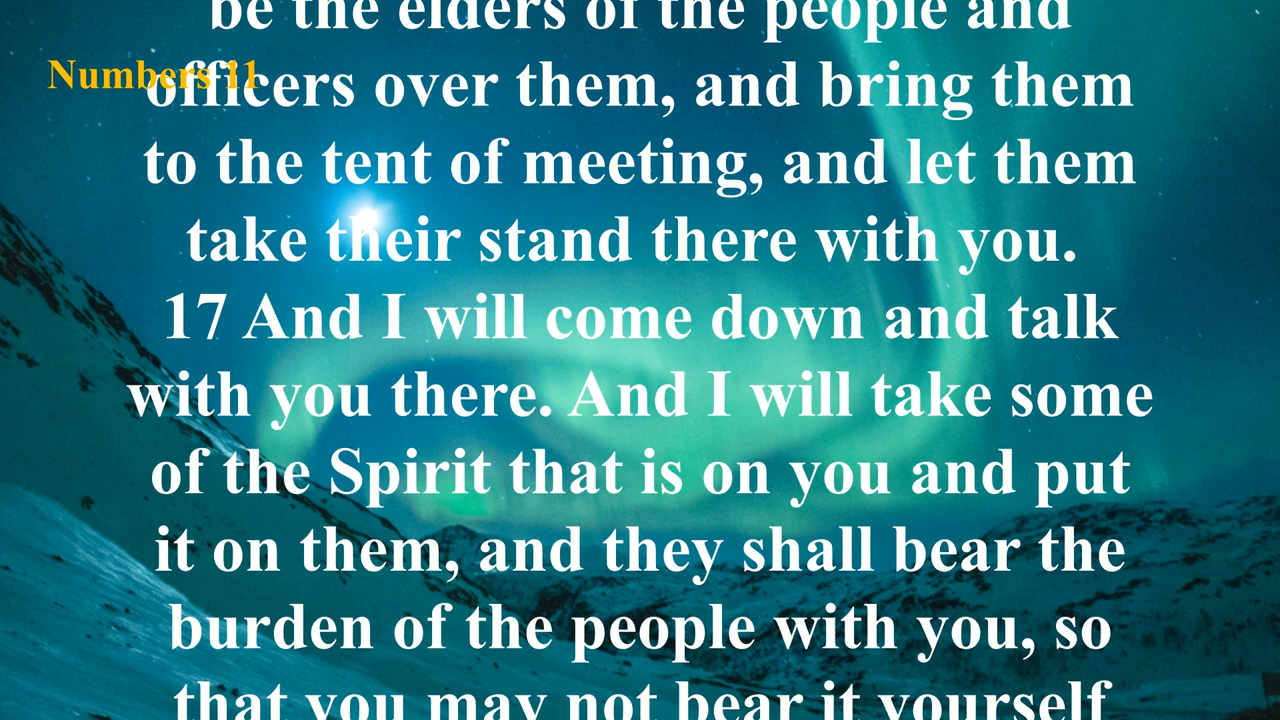 be the elders of the people and
Numbers 11
officers over them, and bring them
to the tent of meeting, and let them
take their stand there with you.
17 And I will come down and talk
with you there. And I will take some
of the Spirit that is on you and put
it on them, and they shall bear the
burden of the people with you, so
that you may not bear it yourself